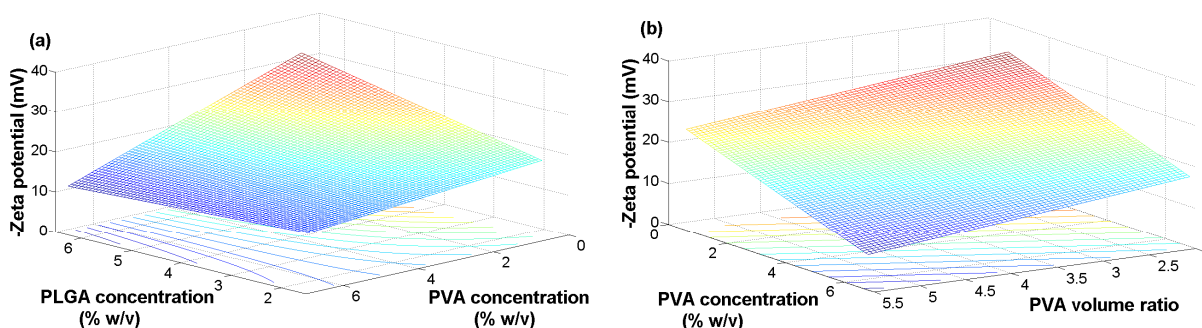 (a)
-Zeta potential (mV)
40
30
20
10
0
6
5
4
3
2
PLGA concentration
(% w/v)
6
4
2
0
PVA concentration
(% w/v)
(b)
-Zeta potential (mV)
40
30
20
10
0
0
2
4
6
PVA concentration
(% w/v)
5.5
5
4.5
4
3.5
3
2.5
PVA volume ratio